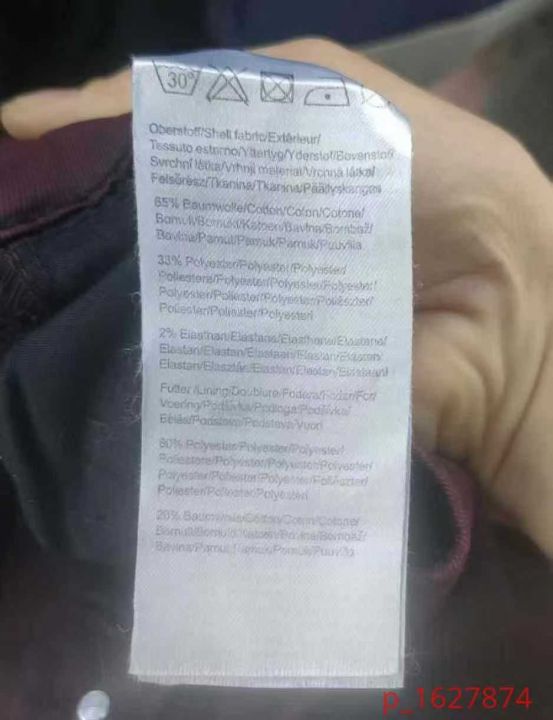 30°
Oberstoff/Shell fabric/Extérieur/
Tessuto esterno/Yttertyg/Yderstof/Bovenstof/
Svrchní látka/Vrhnji material/Vrchná látka/
Felsőrész/Tkanina/Tkanina/Päällyskangas
65% Baumwolle/Cotton/Coton/Cotone/
Bomull/Bomuld/Katoen/Bavlna/Bombaž/
Bavlna/Pamut/Pamuk/Pamuk/Puuvilla
33% Polyester/Polyester/Polyester/
Poliestere/Polyester/Polyester/Polyester/
Polyester/Poliester/Polyester/Poliészter/
Poliester/Poliester/Polyesteri
2% Elasthan/Elastane/Elasthanne/Elastane/
Elastan/Elastan/Elastaan/Elastan/Elastan/
Elastan/Elasztán/Elastan/Elastan/Elastaani
Futter/Lining/Doublure/Fodera/Foder/For/
Voering/Podšívka/Podloga/Podšívka/
Bélés/Podstava/Postava/Vuori
80% Polyester/Polyester/Polyester/
Poliestere/Polyester/Polyester/Polyester/
Polyester/Poliester/Polyester/Poliészter/
Poliester/Poliester/Polyesteri
20% Baumwolle/Cotton/Coton/Cotone/
Bomull/Bomuld/Katoen/Bavlna/Bombaž/
Bavlna/Pamut/Pamuk/Pamuk/Puuvilla
p_1627874